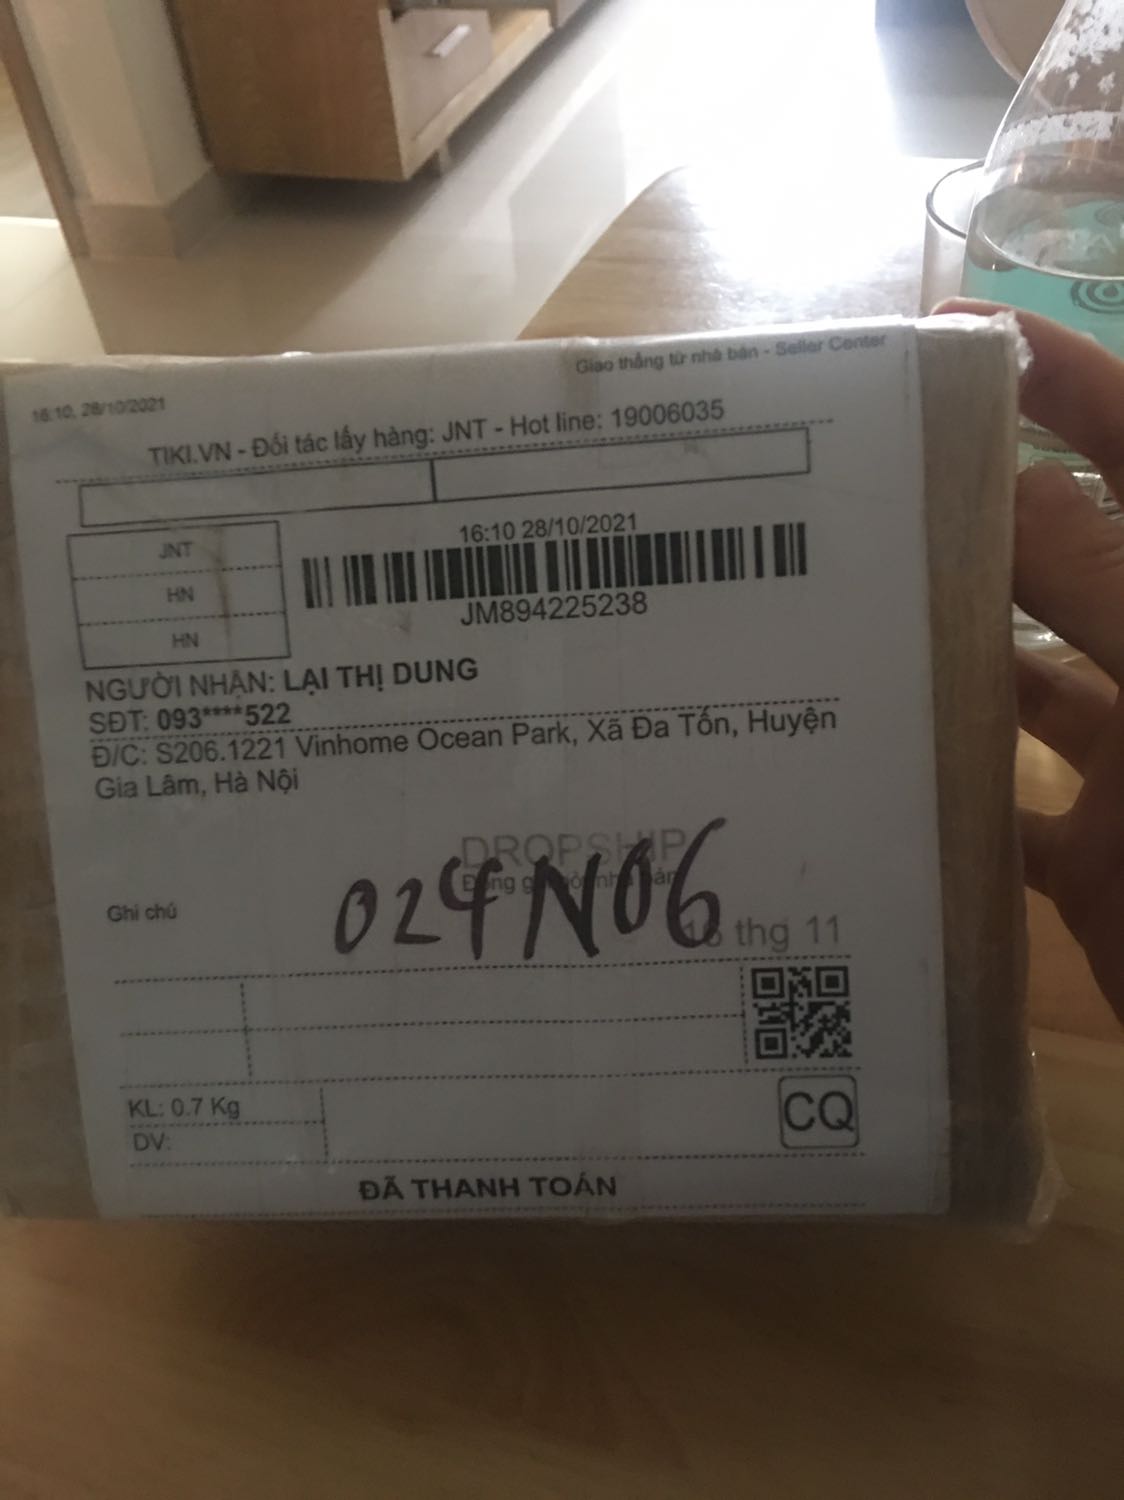 Giao thẳng từ nhà bán - Seller Center
16:10, 28/10/2021
TIKI.VN - Đối tác lấy hàng: JNT - Hot line: 19006035
JNT
HN
HN
16:10 28/10/2021
JM894225238
NGƯỜI NHẬN: LẠI THỊ DUNG
SĐT: 093****522
Đ/C: S206.1221 Vinhome Ocean Park, Xã Đa Tốn, Huyện
Gia Lâm, Hà Nội
DROPSHIP
024N06
Ghi chú
thg 11
KL: 0.7 Kg
DV:
CQ
ĐÃ THANH TOÁN